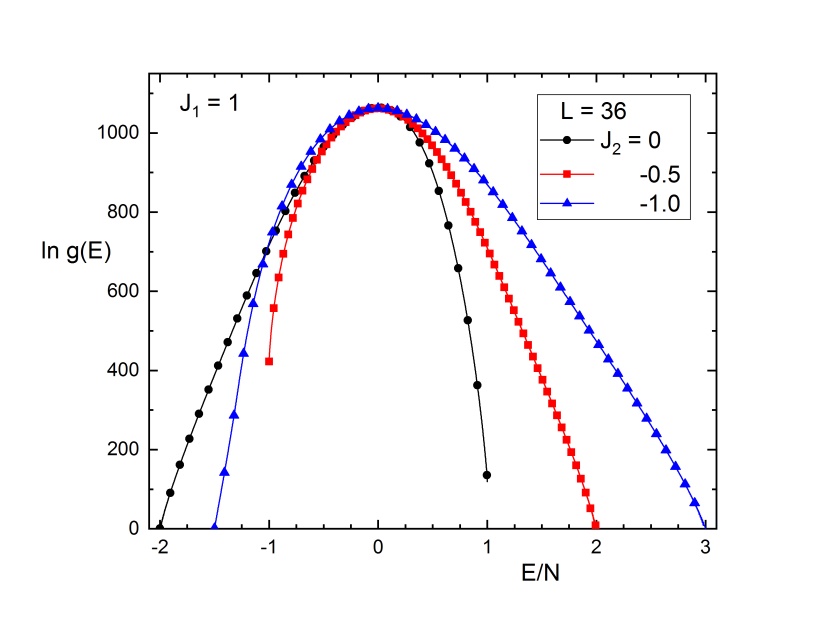 J₁ = 1
L = 36
J₂ = 0
-0.5
-1.0
ln g(E)
1000
800
600
400
200
0
-2 -1 0 1 2 3
E/N